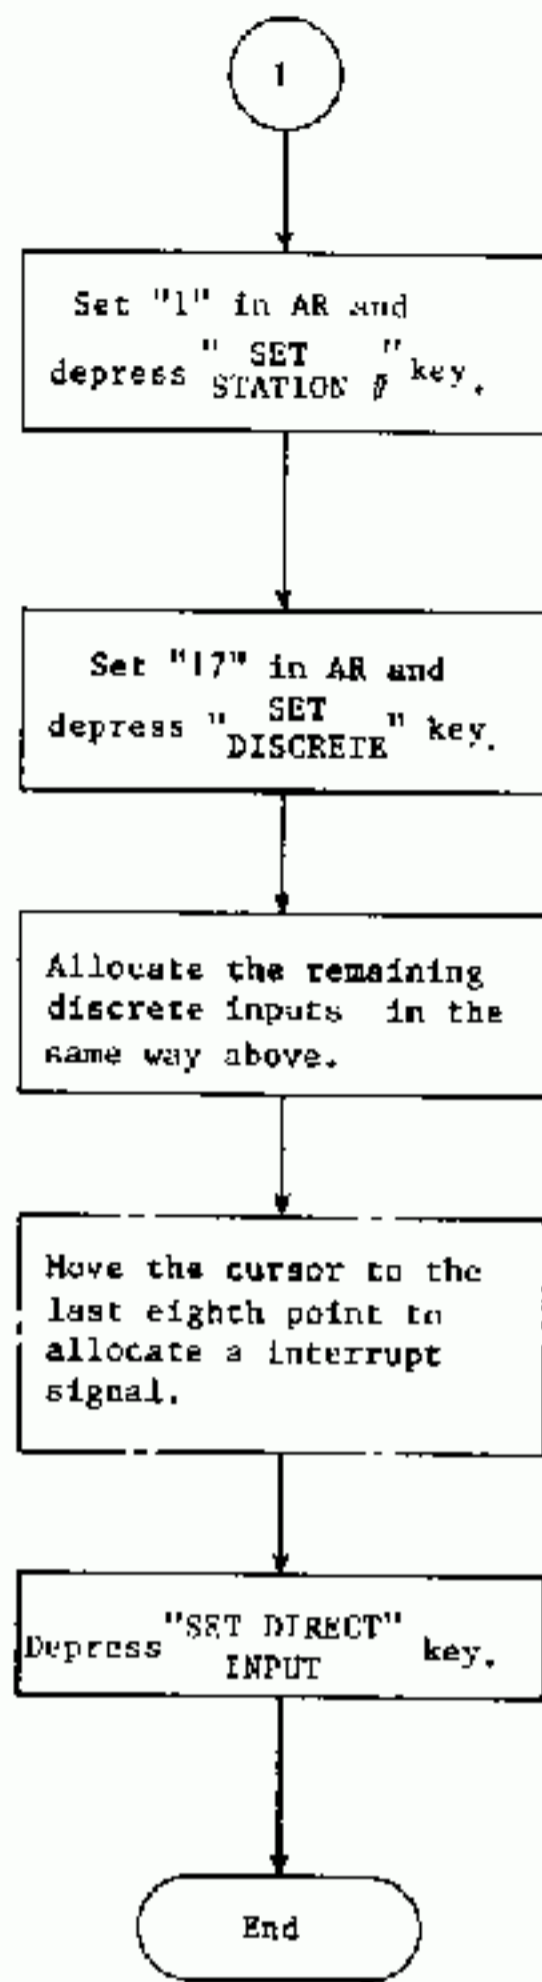 1
Set "1" in AR and
depress " SET STATION # " key.
Set "17" in AR and
depress " SET DISCRETE " key.
Allocate the remaining
discrete inputs in the
same way above.
Move the cursor to the
last eighth point to
allocate a interrupt
signal.
Depress "SET DIRECT" INPUT key.
End